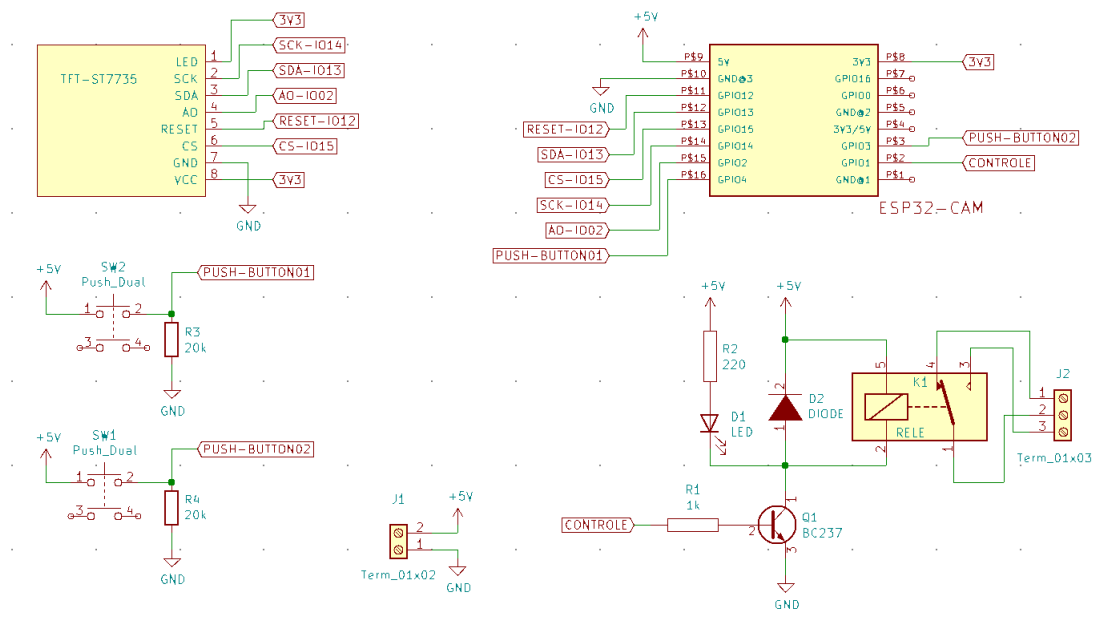 3V3
SCK-IO14
SDA-IO13
AO-IO02
RESET-IO12
CS-IO15
3V3
GND
TFT-ST7735
LED 1
SCK 2
SDA 3
AO 4
RESET 5
CS 6
GND 7
VCC 8
+5V
GND
RESET-IO12
SDA-IO13
CS-IO15
SCK-IO14
AO-IO02
PUSH-BUTTON01
P$9 5V
P$10 GND@3
P$11 GPIO12
P$12 GPIO13
P$13 GPIO15
P$14 GPIO14
P$15 GPIO2
P$16 GPIO4
3V3 P$8
GPIO16 P$7
GPIO0 P$6
GND@2 P$5
3V3/5V P$4
GPIO3 P$3
GPIO1 P$2
GND@1 P$1
3V3
PUSH-BUTTON02
CONTROLE
ESP32-CAM
+5V
SW2
Push_Dual
1 2
3 4
PUSH-BUTTON01
R3
20k
GND
+5V
SW1
Push_Dual
1 2
3 4
PUSH-BUTTON02
R4
20k
GND
J1
2
1
+5V
GND
Term_01x02
+5V
R2
220
D1
LED
+5V
2
D2
DIODE
1
5
4
3
K1
RELE
2
1
J2
1
2
3
Term_01x03
CONTROLE
R1
1k
1
2
3
Q1
BC237
GND